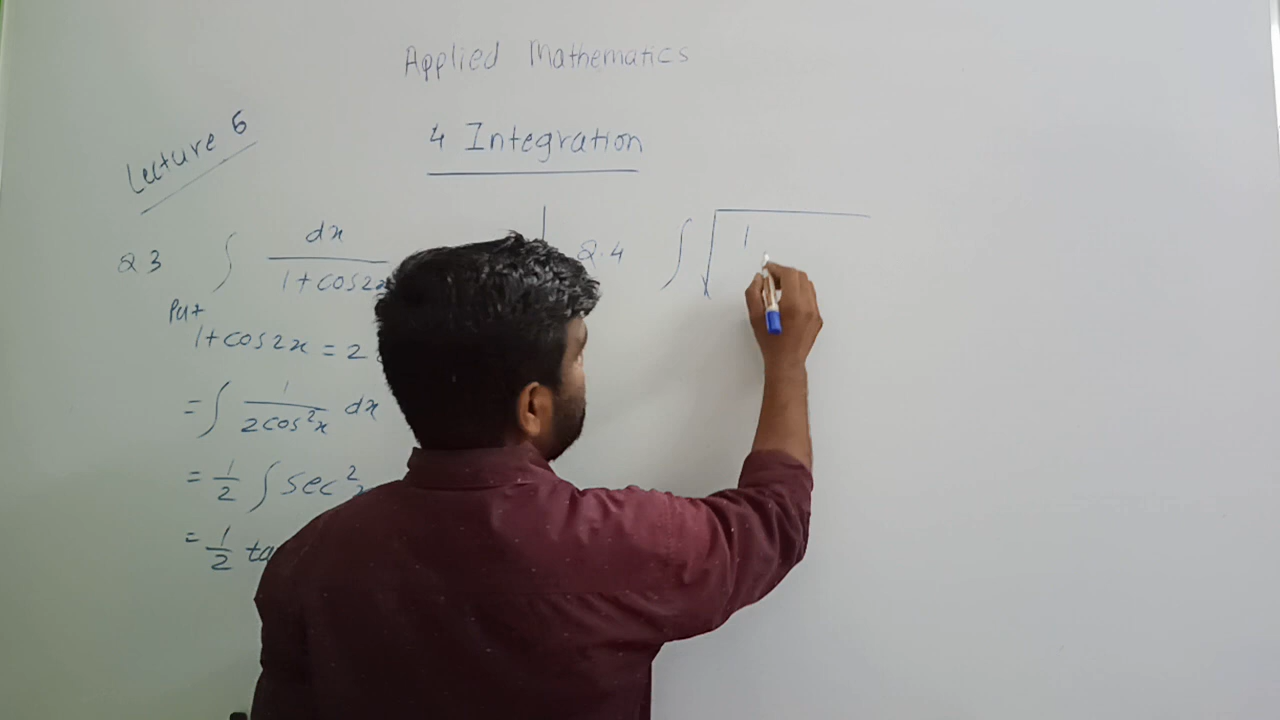 Applied Mathematics
4 Integration
Lecture 6
Q 3 ∫ dx / 1+cos2x
Put
1+cos2x = 2
= ∫ 1 / 2cos²x dx
= 1/2 ∫ sec²
= 1/2 ta
Q.4 ∫ √ 1